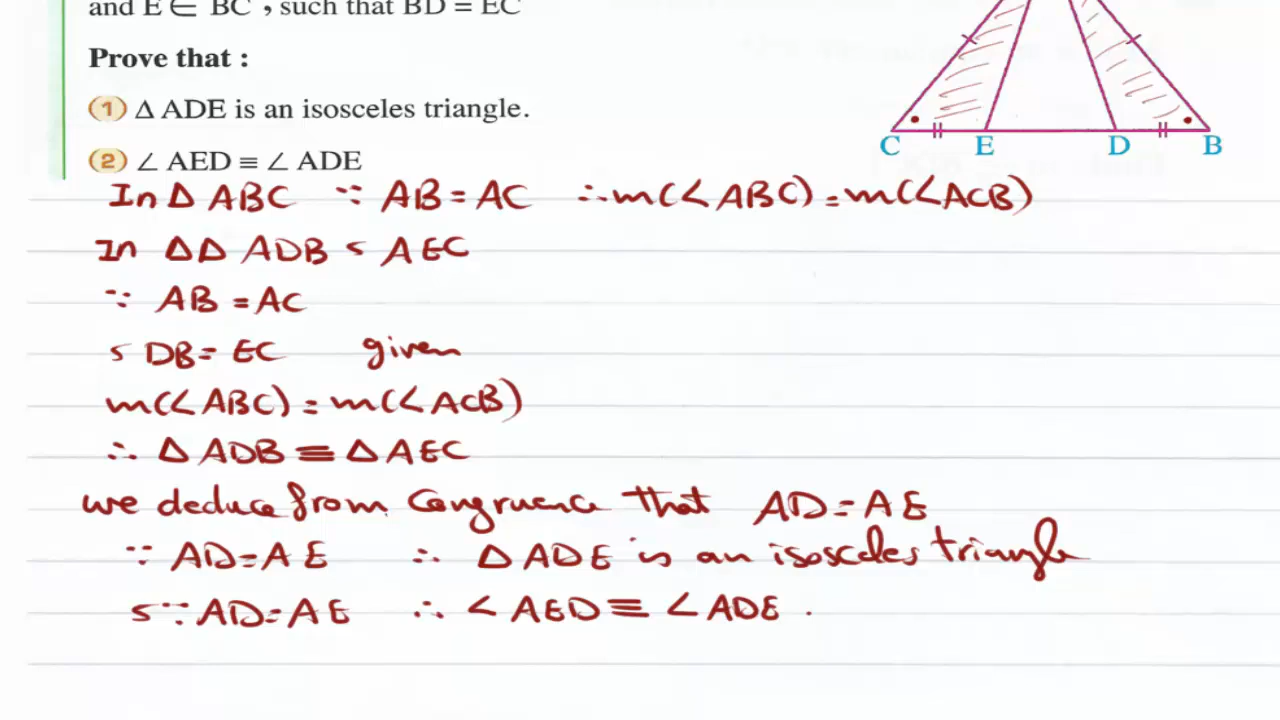 and E ∈ BC , such that BD = EC
Prove that :
1 Δ ADE is an isosceles triangle.
2 ∠ AED ≡ ∠ ADE
C E D B
In Δ ABC ∵ AB = AC ∴ m(∠ABC) = m(∠ACB)
In ΔΔ ADB , AEC
∵ AB = AC
, DB = EC given
m(∠ABC) = m(∠ACB)
∴ Δ ADB ≡ Δ AEC
we deduce from Congruence that AD = AE
∵ AD = AE ∴ Δ ADE is an isosceles triangle
, ∵ AD = AE ∴ ∠ AED ≡ ∠ ADE .